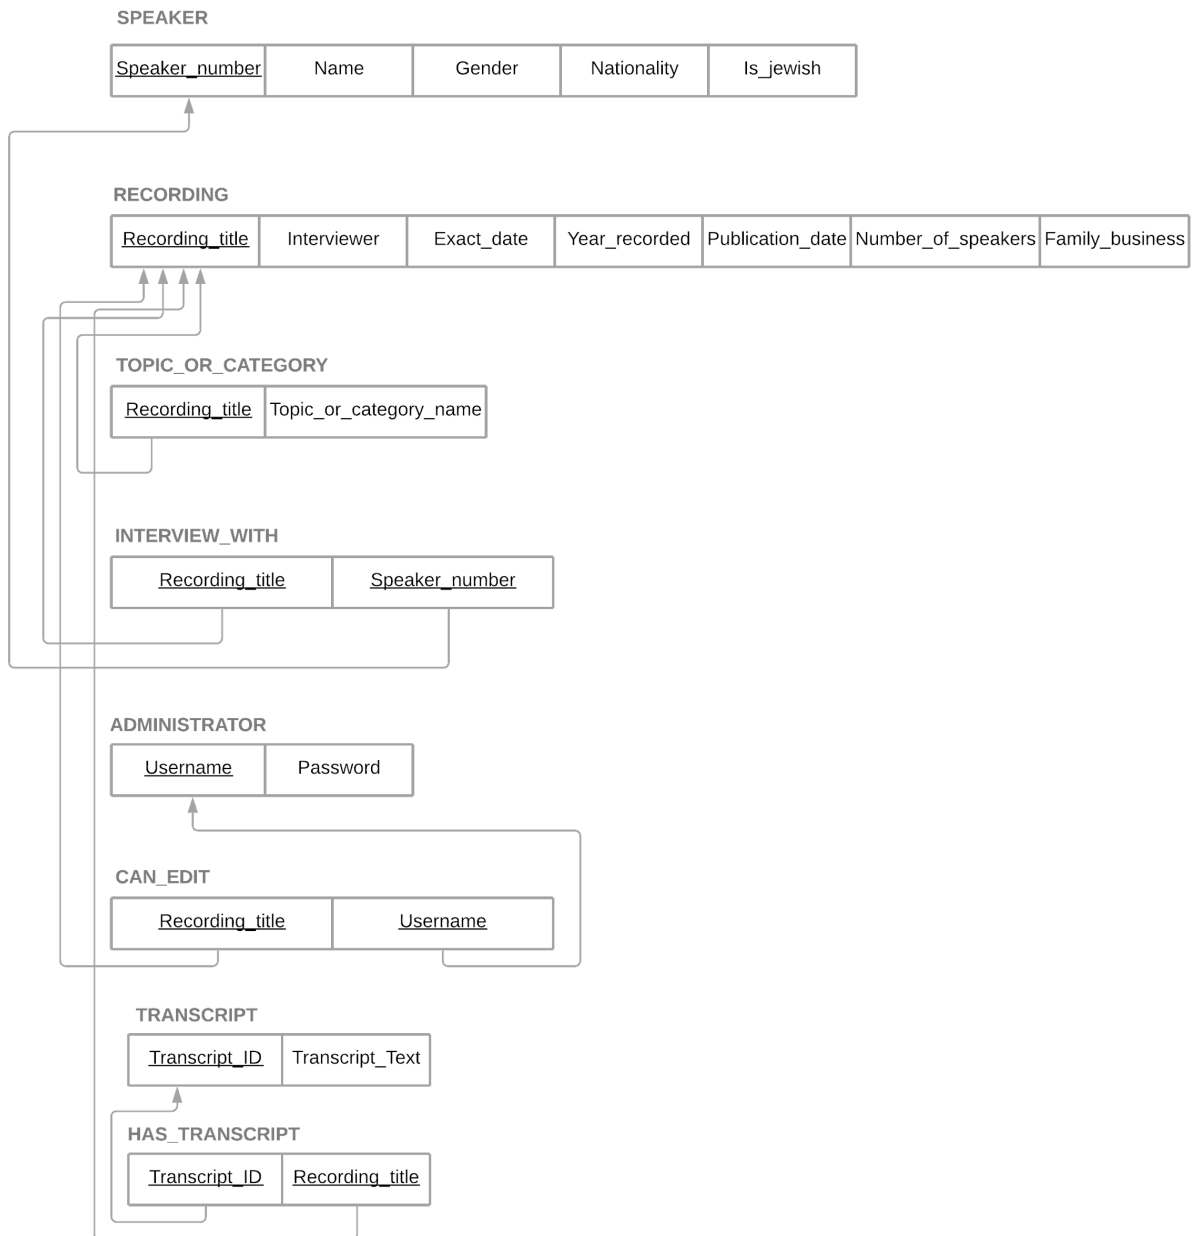 SPEAKER
Speaker_number Name Gender Nationality Is_jewish
RECORDING
Recording_title Interviewer Exact_date Year_recorded Publication_date Number_of_speakers Family_business
TOPIC_OR_CATEGORY
Recording_title Topic_or_category_name
INTERVIEW_WITH
Recording_title Speaker_number
ADMINISTRATOR
Username Password
CAN_EDIT
Recording_title Username
TRANSCRIPT
Transcript_ID Transcript_Text
HAS_TRANSCRIPT
Transcript_ID Recording_title